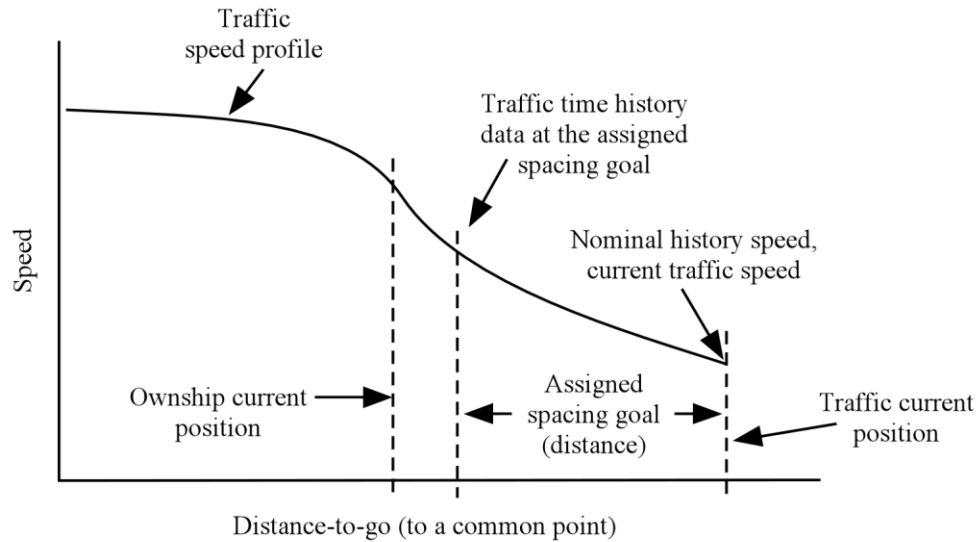 Traffic
speed profile
Traffic time history
data at the assigned
spacing goal
Nominal history speed,
current traffic speed
Speed
Ownship current
position
Assigned
spacing goal
(distance)
Traffic current
position
Distance-to-go (to a common point)